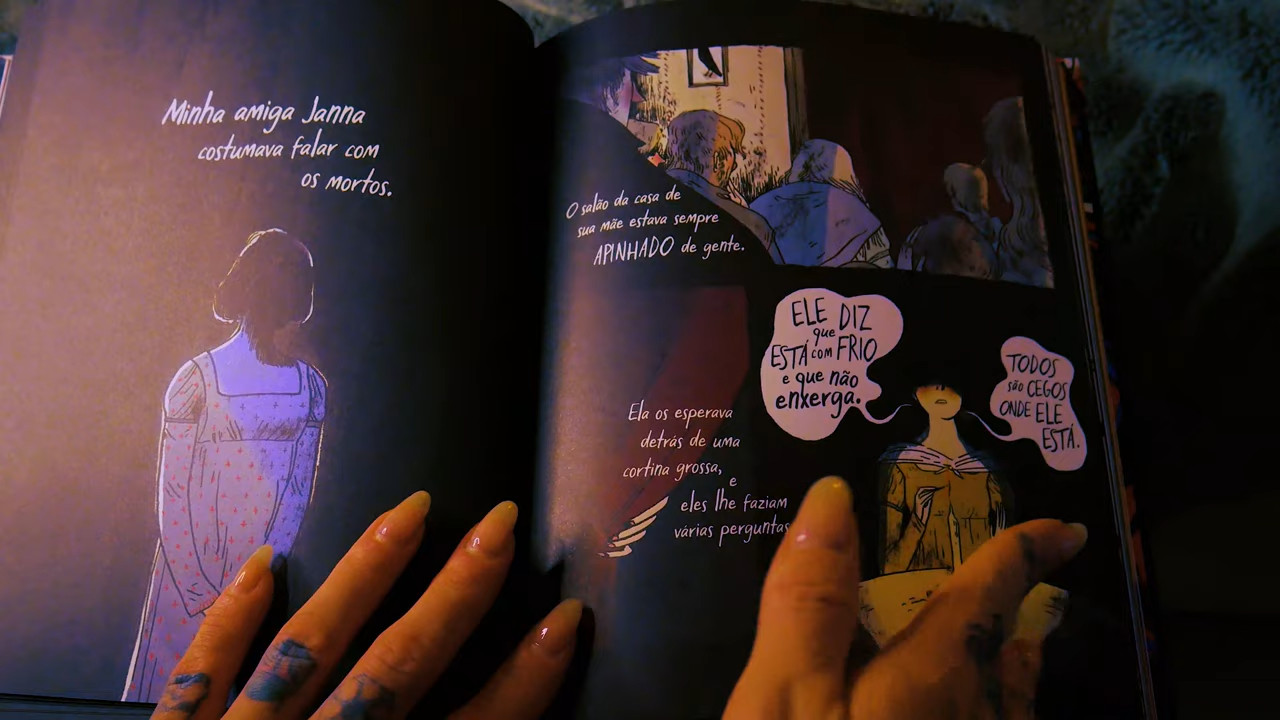 Minha amiga Janna
costumava falar com
os mortos.
O salão da casa de
sua mãe estava sempre
APINHADO de gente.
ELE DIZ
que
ESTÁ com FRIO
e que não
enxerga.
TODOS
são CEGOS
ONDE ELE
ESTÁ.
Ela os esperava
detrás de uma
cortina grossa,
e
eles lhe faziam
várias perguntas